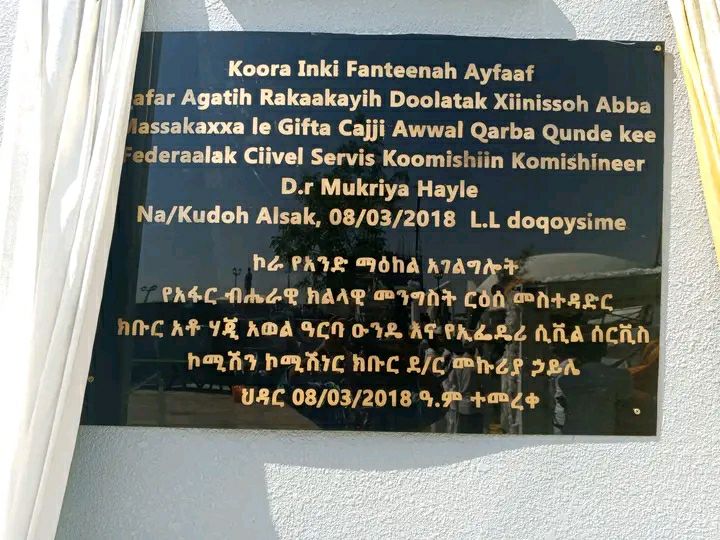 Koora Inki Fanteenah Ayfaaf
afar Agatih Rakaakayih Doolatak Xiinissoh Abba
Massakaxxa le Gifta Cajji Awwal Qarba Qunde kee
Federaalak Ciivel Servis Koomishiin Komishineer
D.r Mukriya Hayle
Na/Kudoh Alsak, 08/03/2018 L.L doqoysime
ኮራ የአንድ ማዕከል አገልግሎት
የአፋር ብሔራዊ ክልላዊ መንግስት ርዕሰ መስተዳድር
ክቡር አቶ ሃጂ አወል ዓርባ ዑንዴ እና የኢፌዴሪ ሲቪል ሰርቪስ
ኮሚሽን ኮሚሽነር ክቡር ደ/ር መኩሪያ ኃይሌ
ህዳር 08/03/2018 ዓ.ም ተመረቀ